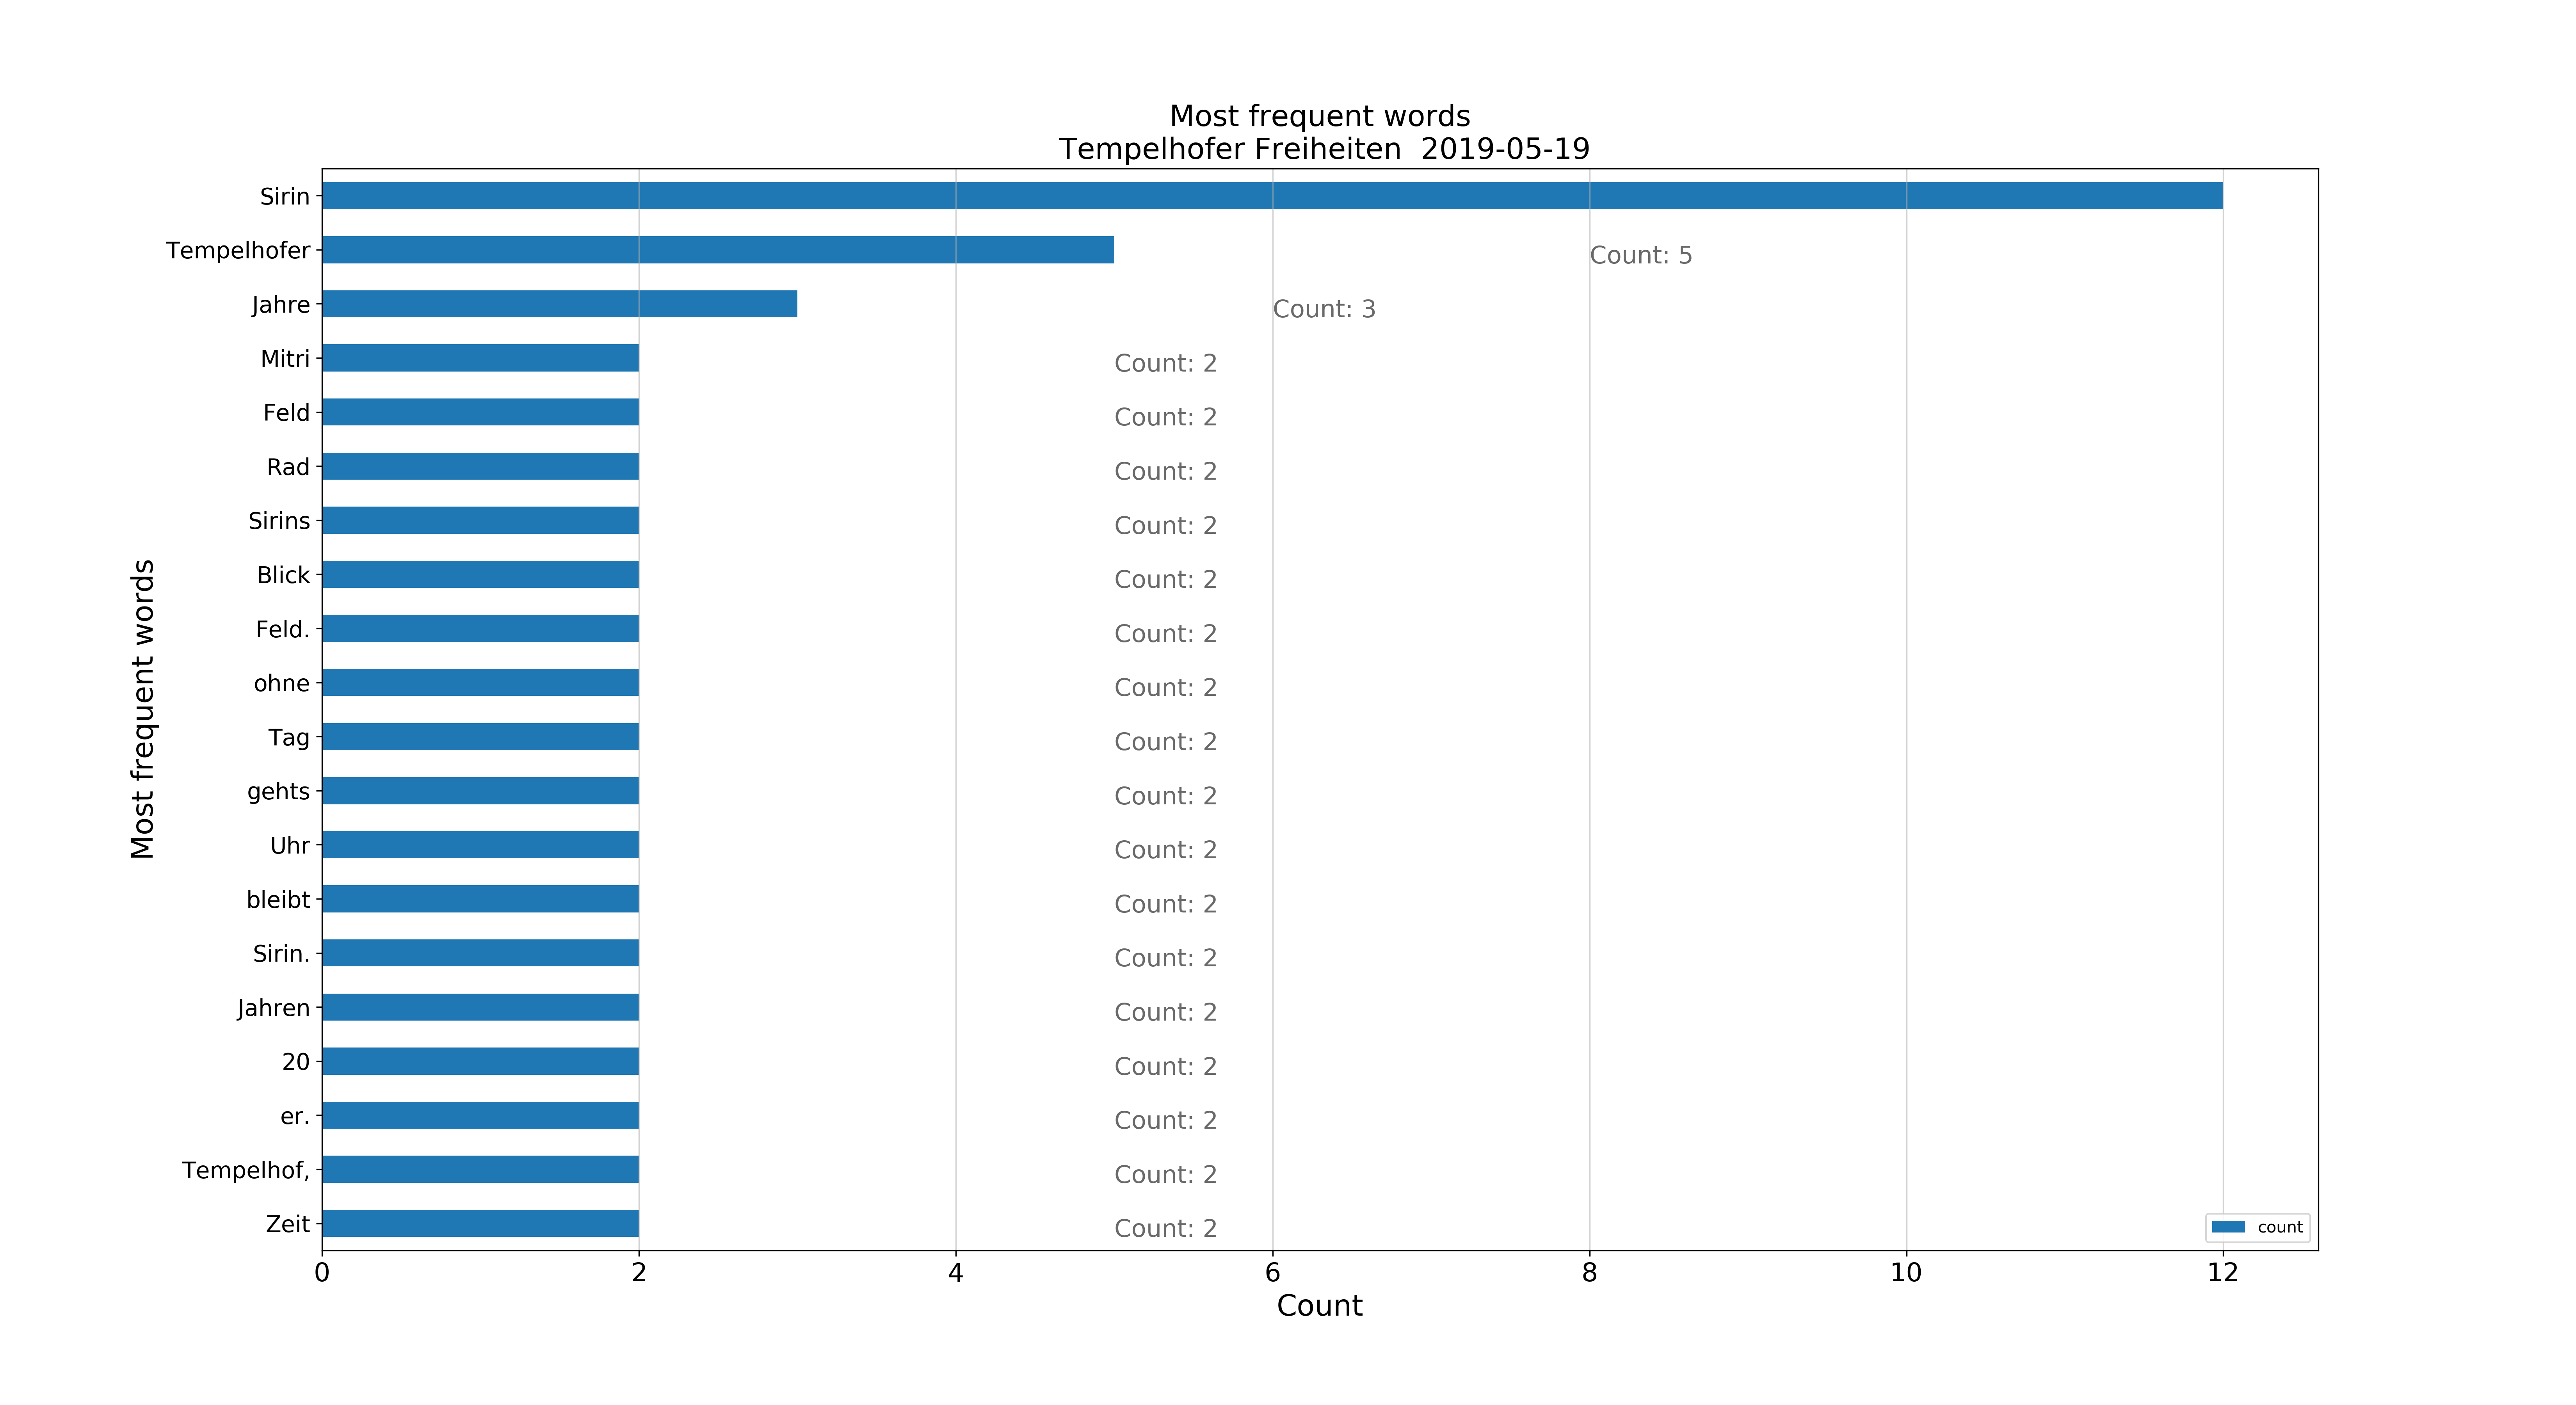 Most frequent words
Tempelhofer Freiheiten  2019-05-19
Most frequent words
Sirin
Tempelhofer Count: 5
Jahre Count: 3
Mitri Count: 2
Feld Count: 2
Rad Count: 2
Sirins Count: 2
Blick Count: 2
Feld. Count: 2
ohne Count: 2
Tag Count: 2
gehts Count: 2
Uhr Count: 2
bleibt Count: 2
Sirin. Count: 2
Jahren Count: 2
20 Count: 2
er. Count: 2
Tempelhof, Count: 2
Zeit Count: 2
count
0 2 4 6 8 10 12
Count